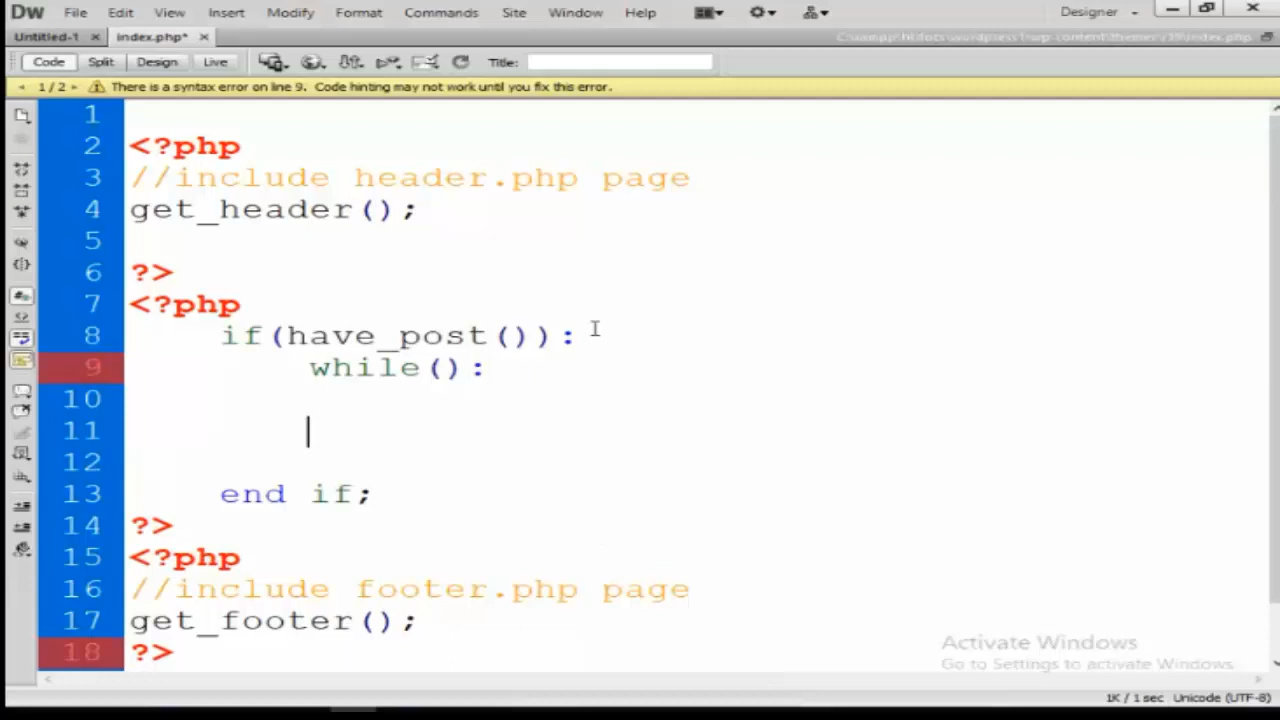 DW File Edit View Insert Modify Format Commands Site Window Help Designer
Untitled-1 × index.php* ×
Code Split Design Live Title:
1 / 2 There is a syntax error on line 9. Code hinting may not work until you fix this error.
1
2 <?php
3 //include header.php page
4 get_header();
5
6 ?>
7 <?php
8 if(have_post()):
9 while():
10
11
12
13 end if;
14 ?>
15 <?php
16 //include footer.php page
17 get_footer();
18 ?>
Activate Windows
Go to Settings to activate Windows.
1K / 1 sec Unicode (UTF-8)